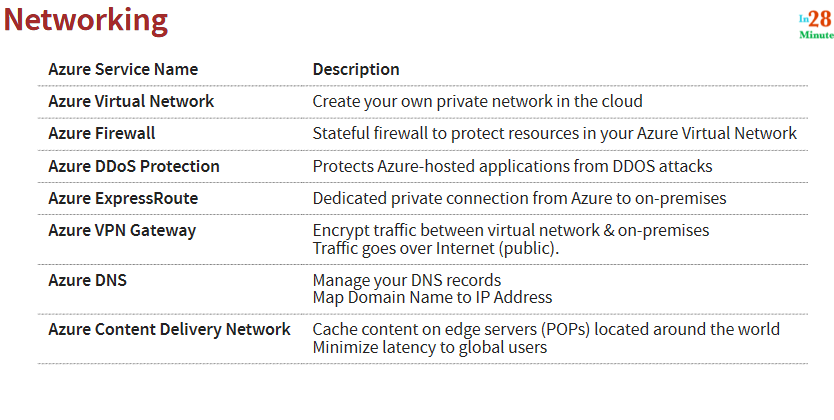 Networking
In28
Minute
Azure Service Name Description
Azure Virtual Network Create your own private network in the cloud
Azure Firewall Stateful firewall to protect resources in your Azure Virtual Network
Azure DDoS Protection Protects Azure-hosted applications from DDOS attacks
Azure ExpressRoute Dedicated private connection from Azure to on-premises
Azure VPN Gateway Encrypt traffic between virtual network & on-premises
Traffic goes over Internet (public).
Azure DNS Manage your DNS records
Map Domain Name to IP Address
Azure Content Delivery Network Cache content on edge servers (POPs) located around the world
Minimize latency to global users